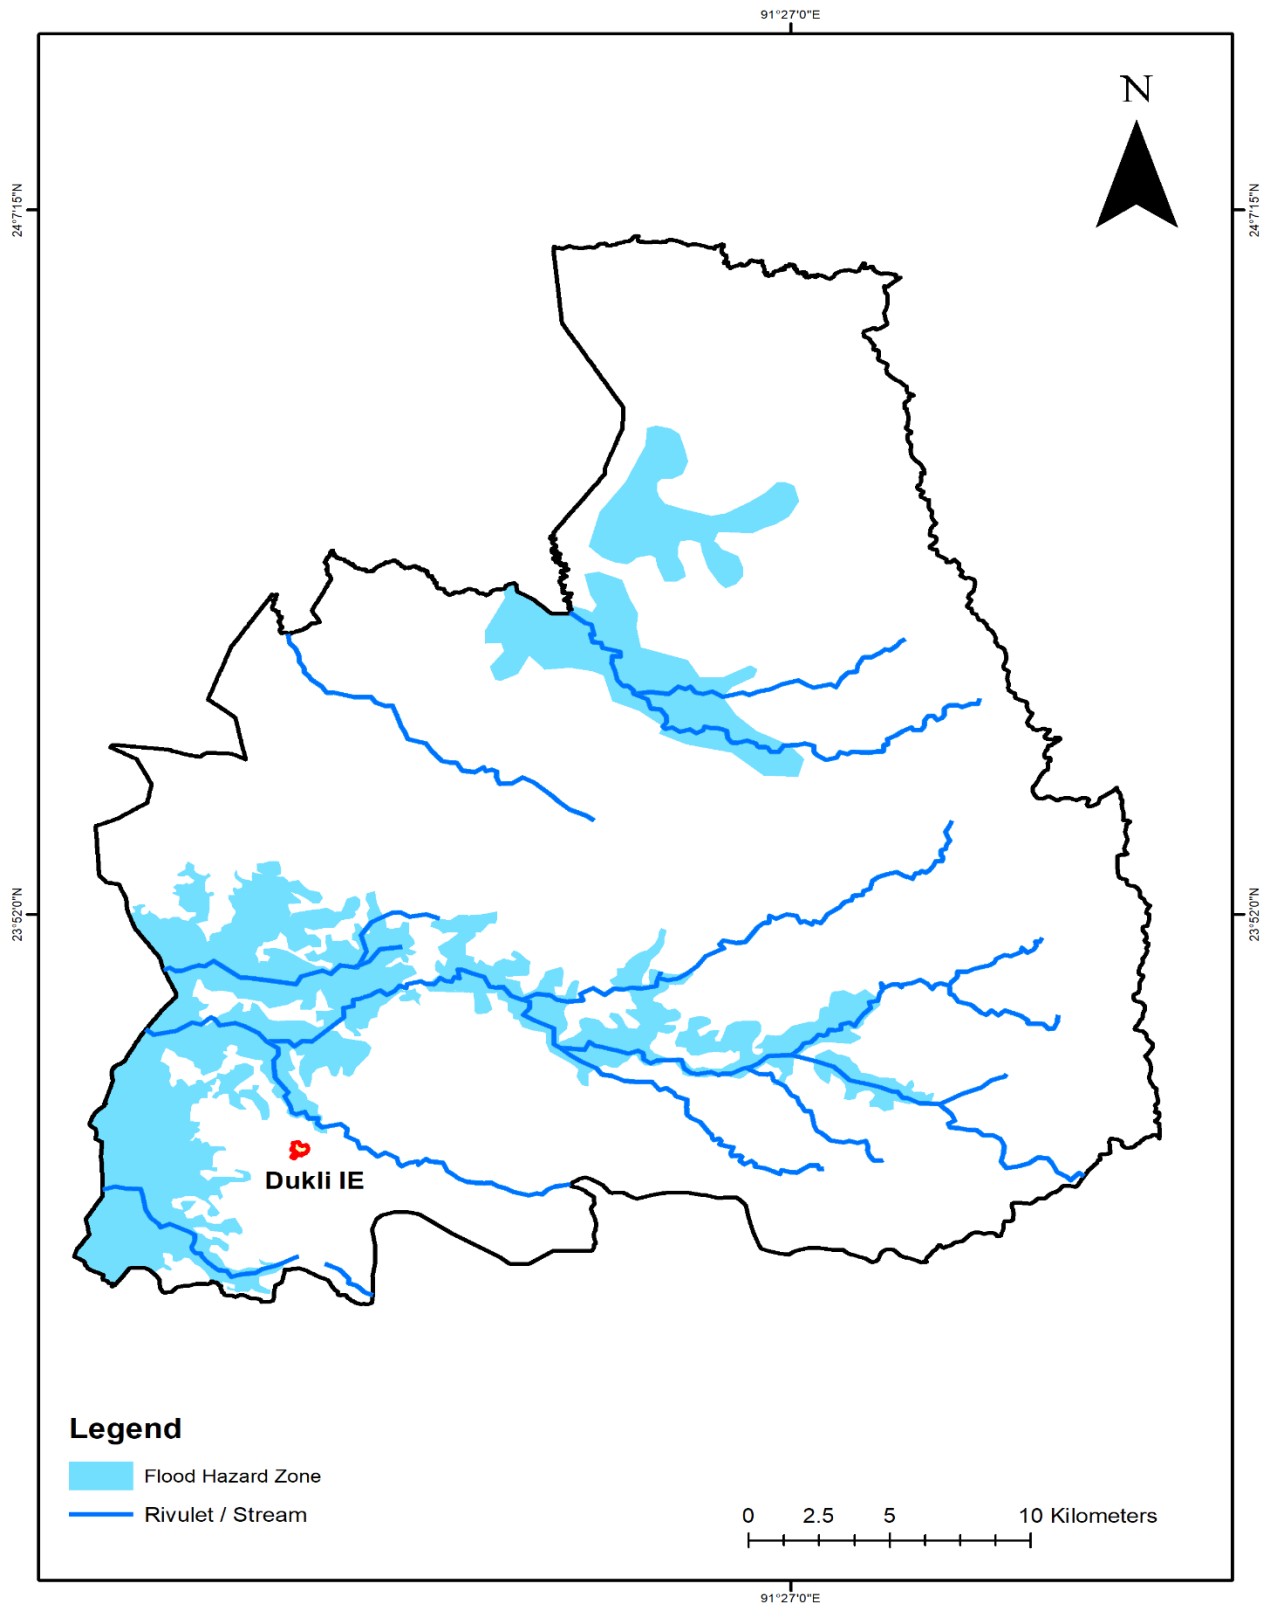 91°27'0"E
N
24°7'15"N
24°7'15"N
23°52'0"N
23°52'0"N
Dukli IE
Legend
Flood Hazard Zone
Rivulet / Stream
0 2.5 5 10 Kilometers
91°27'0"E